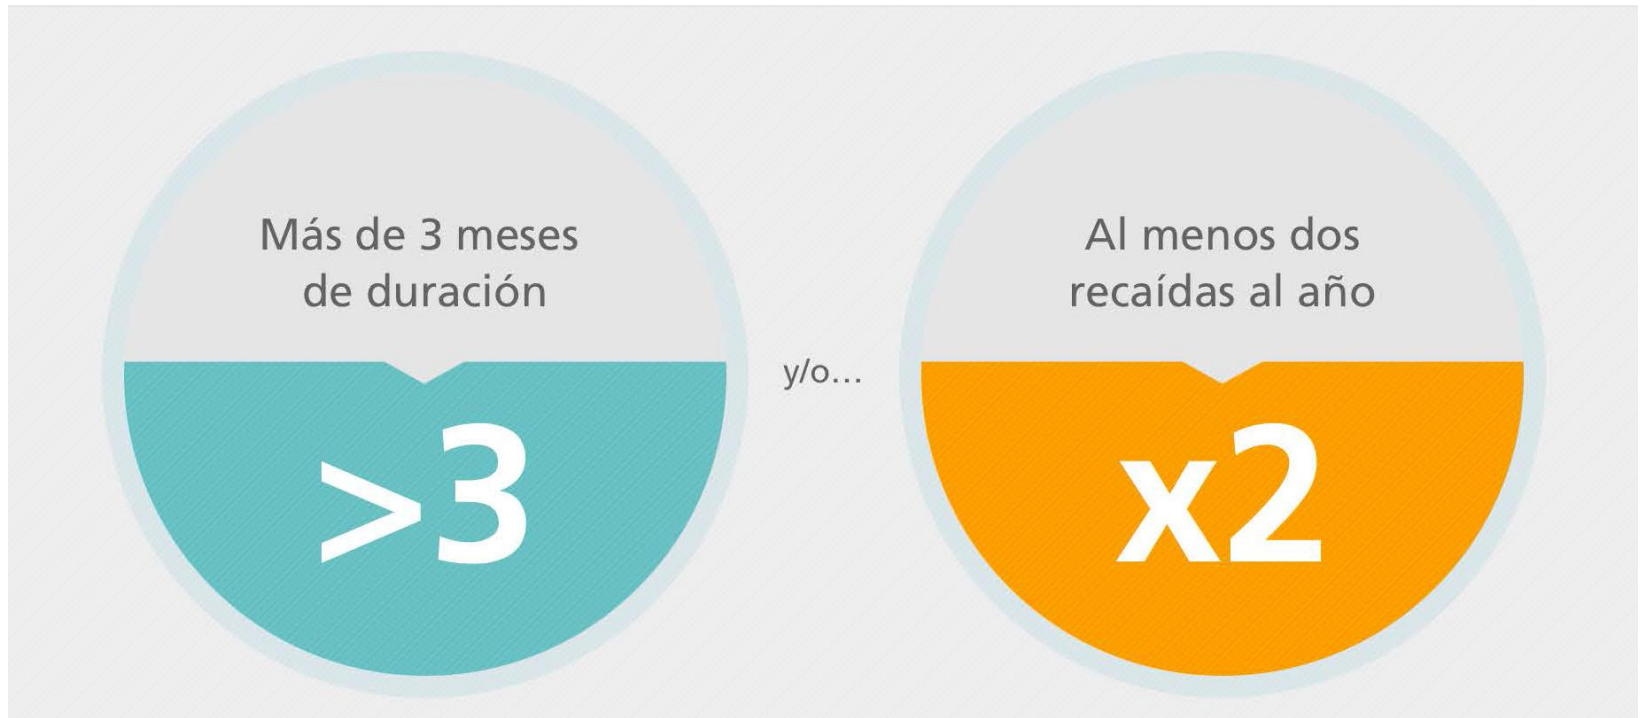 Más de 3 meses
de duración
>3
y/o...
Al menos dos
recaídas al año
x2